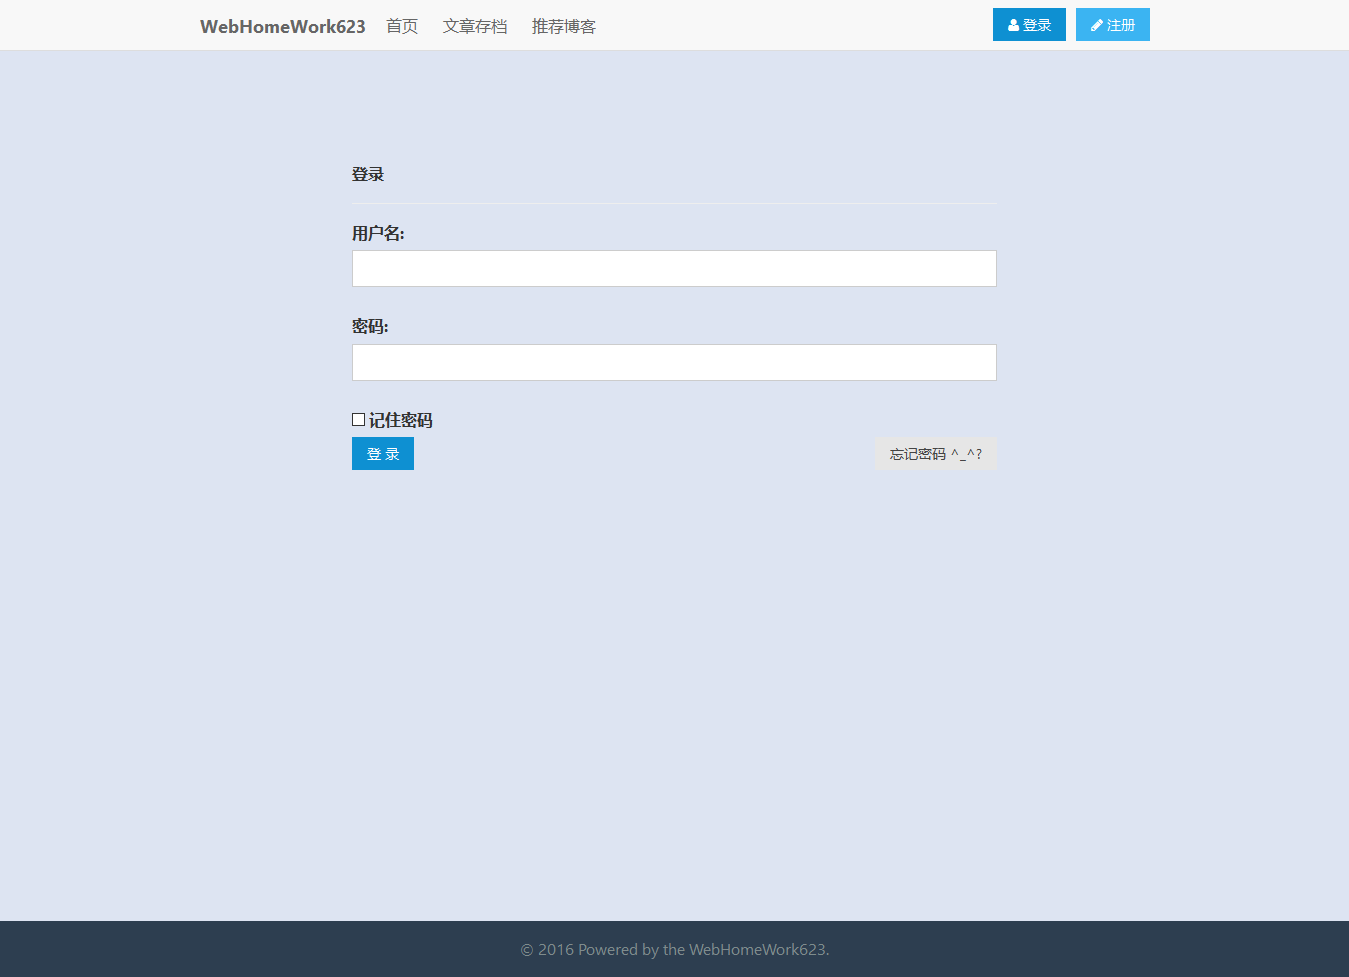 WebHomeWork623 首页 文章存档 推荐博客 登录 注册
登录
用户名:
密码:
记住密码
登 录 忘记密码 ^_^?
© 2016 Powered by the WebHomeWork623.